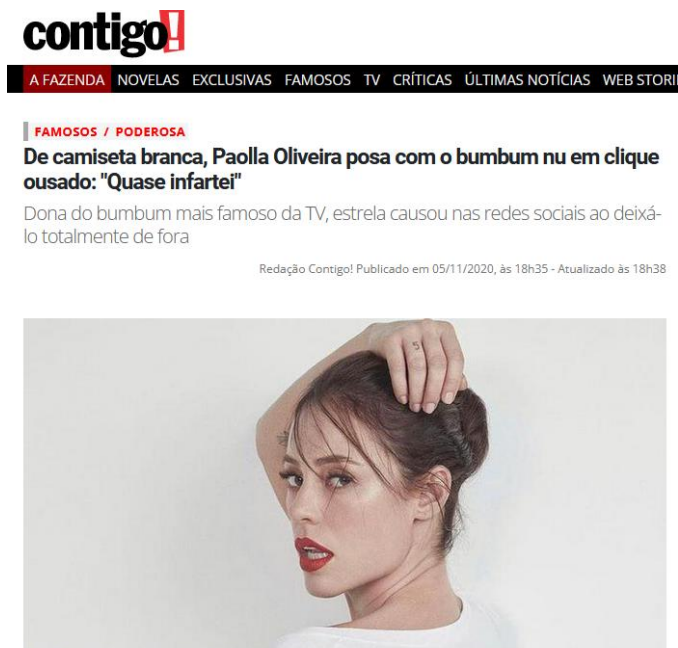 contigo!
A FAZENDA NOVELAS EXCLUSIVAS FAMOSOS TV CRÍTICAS ÚLTIMAS NOTÍCIAS WEB STORI
FAMOSOS / PODEROSA
De camiseta branca, Paolla Oliveira posa com o bumbum nu em clique
ousado: "Quase infartei"
Dona do bumbum mais famoso da TV, estrela causou nas redes sociais ao deixá-
lo totalmente de fora
Redação Contigo! Publicado em 05/11/2020, às 18h35 - Atualizado às 18h38
5